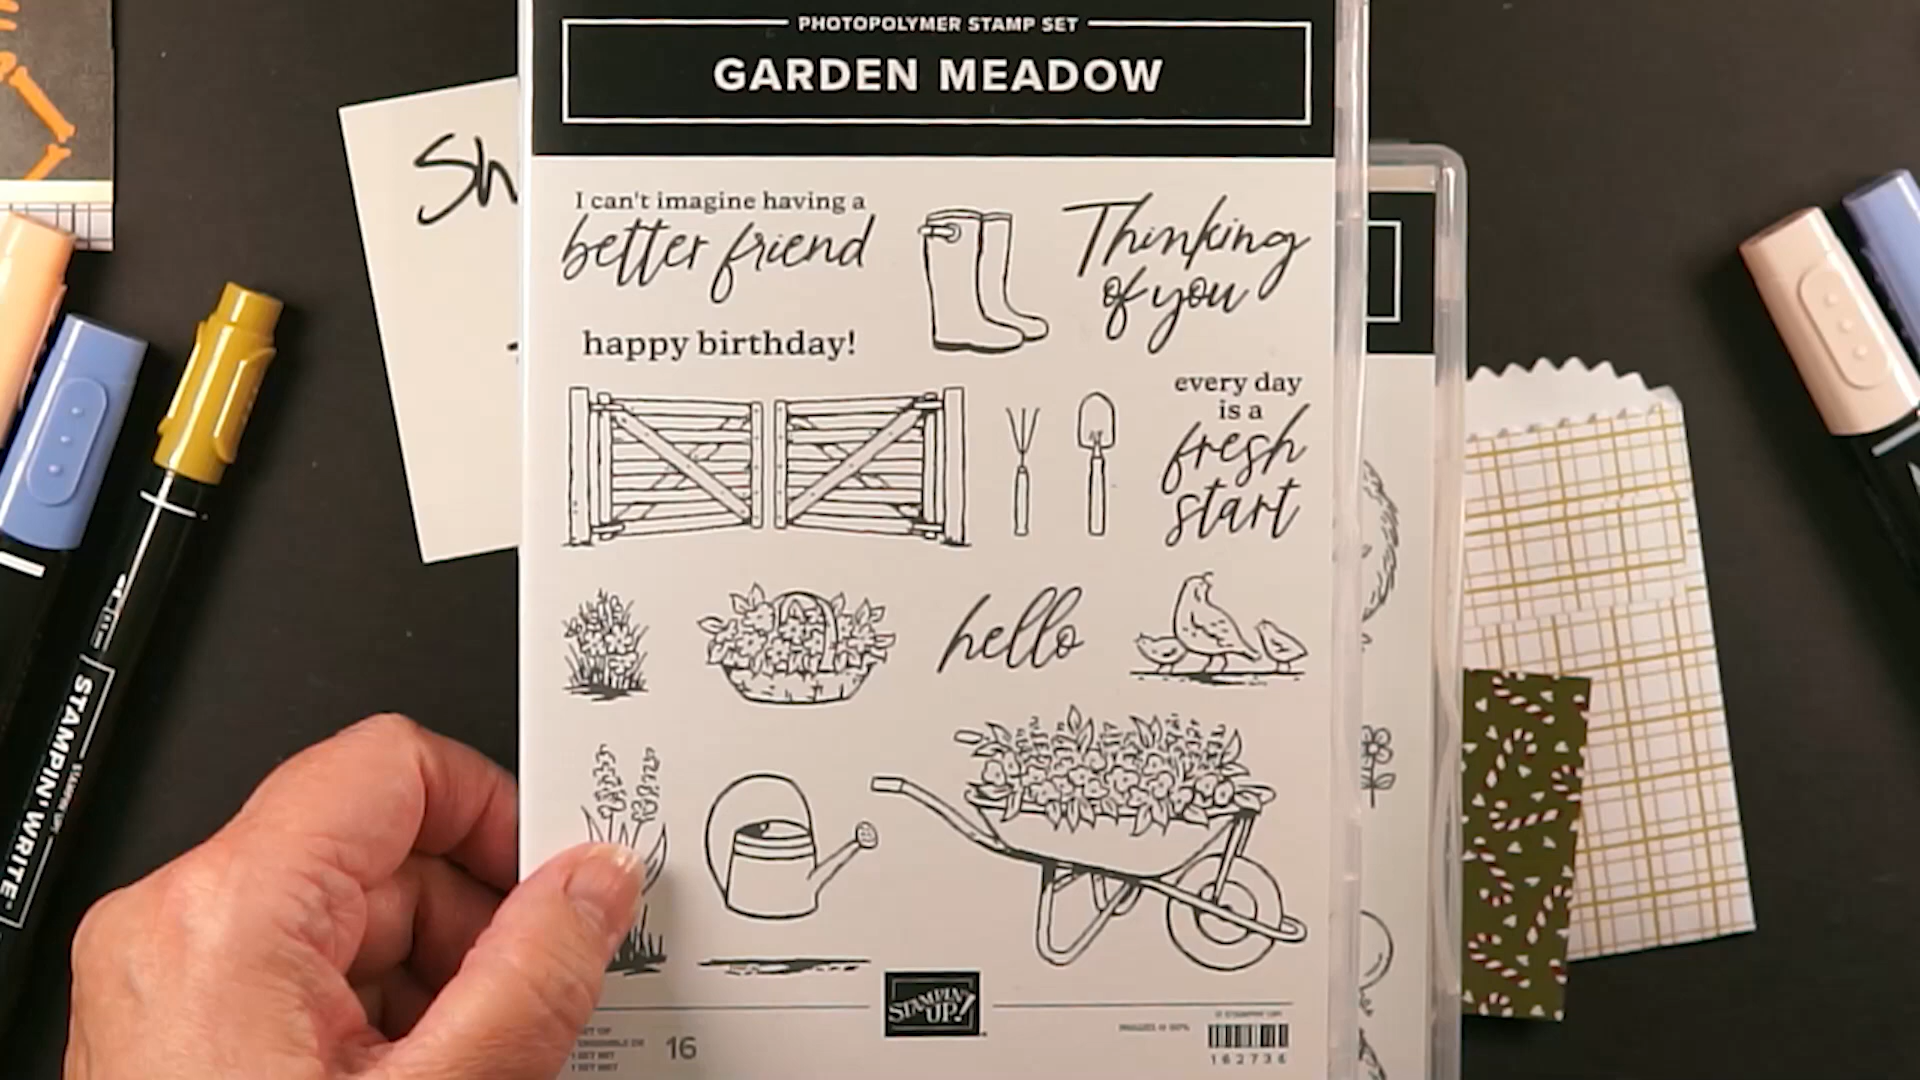 PHOTOPOLYMER STAMP SET
GARDEN MEADOW
Sh
I can't imagine having a
better friend
Thinking
of you
happy birthday!
every day
is a
fresh
start
hello
STAMPIN' WRITE
STAMPIN'
UP!
16
162736